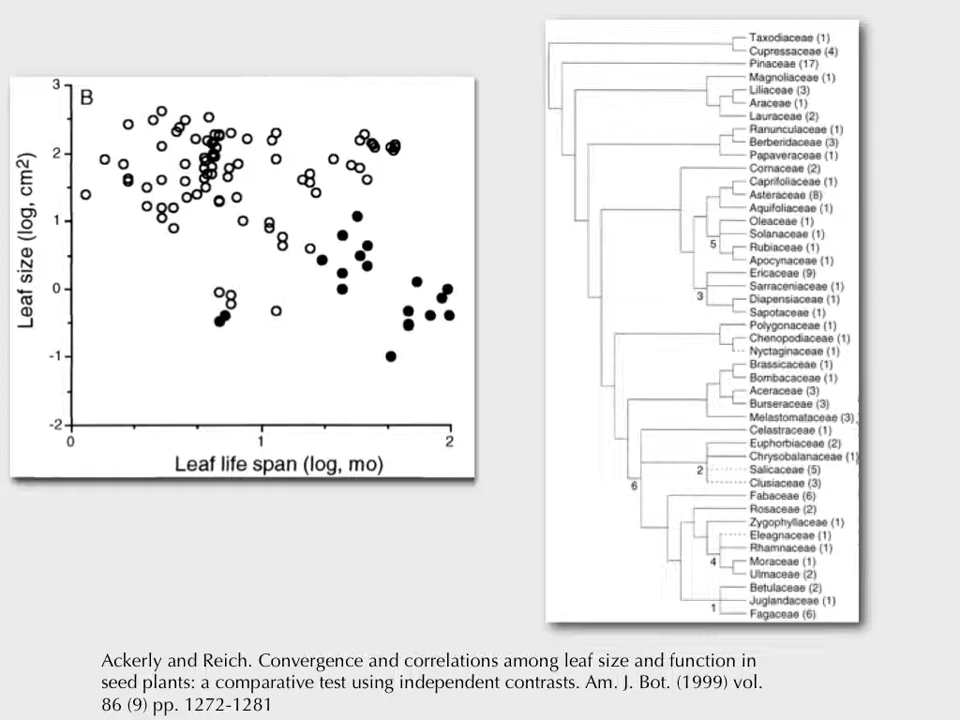 B
3
2
1
0
-1
-2
0
1
2
Leaf size (log, cm2)
Leaf life span (log, mo)
Taxodiaceae (1)
Cupressaceae (4)
Pinaceae (17)
Magnoliaceae (1)
Liliaceae (3)
Araceae (1)
Lauraceae (2)
Ranunculaceae (1)
Berberidaceae (3)
Papaveraceae (1)
Cornaceae (2)
Caprifoliaceae (1)
Asteraceae (8)
Aquifoliaceae (1)
Oleaceae (1)
Solanaceae (1)
5
Rubiaceae (1)
Apocynaceae (1)
Ericaceae (9)
Sarraceniaceae (1)
3
Diapensiaceae (1)
Sapotaceae (1)
Polygonaceae (1)
Chenopodiaceae (1)
Nyctaginaceae (1)
Brassicaceae (1)
Bombacaceae (1)
Aceraceae (3)
Burseraceae (3)
Melastomataceae (3)
Celastraceae (1)
Euphorbiaceae (2)
Chrysobalanaceae (1)
2
Salicaceae (5)
Clusiaceae (3)
6
Fabaceae (6)
Rosaceae (2)
Zygophyllaceae (1)
Eleagnaceae (1)
Rhamnaceae (1)
4
Moraceae (1)
Ulmaceae (2)
Betulaceae (2)
Juglandaceae (1)
1
Fagaceae (6)
Ackerly and Reich. Convergence and correlations among leaf size and function in
seed plants: a comparative test using independent contrasts. Am. J. Bot. (1999) vol.
86 (9) pp. 1272-1281